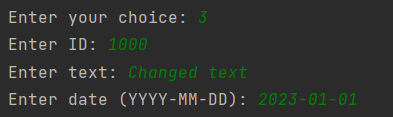 Enter your choice: 3
Enter ID: 1000
Enter text: Changed text
Enter date (YYYY-MM-DD): 2023-01-01